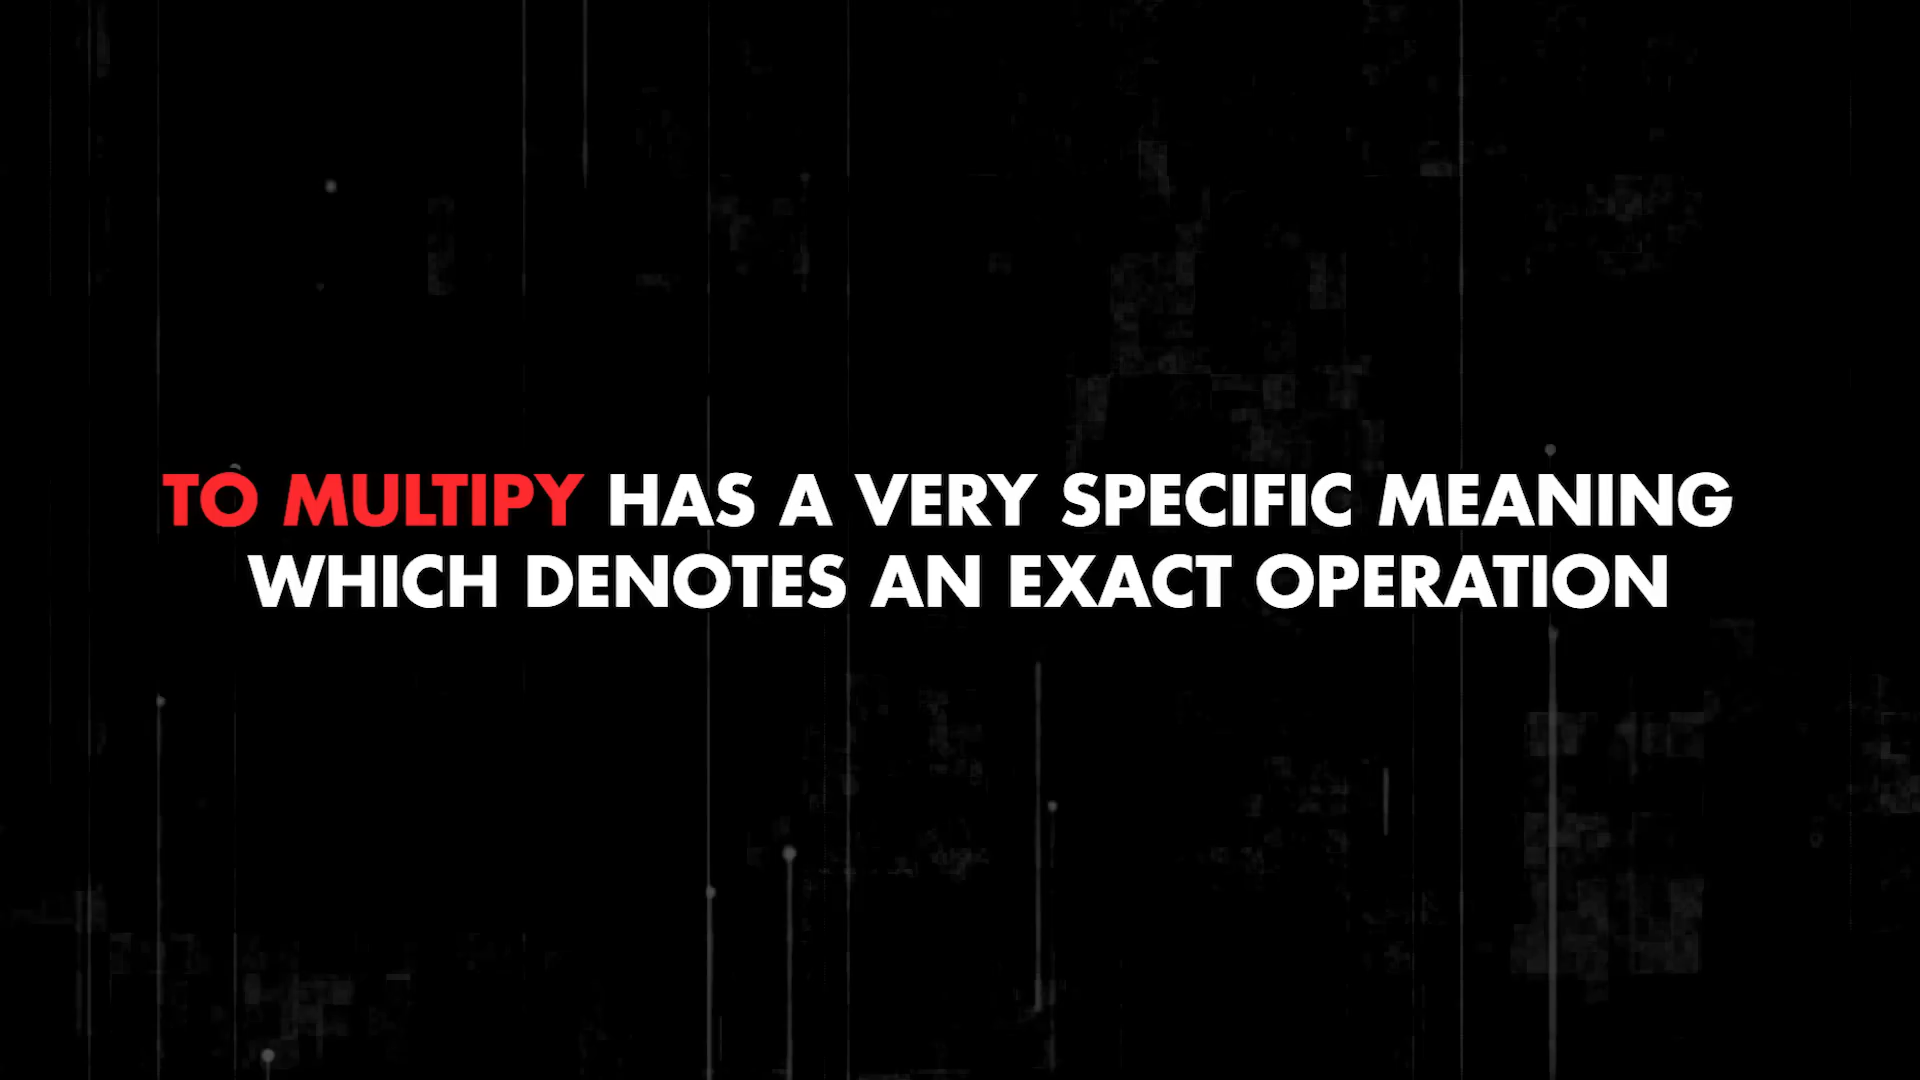 TO MULTIPY HAS A VERY SPECIFIC MEANING
WHICH DENOTES AN EXACT OPERATION